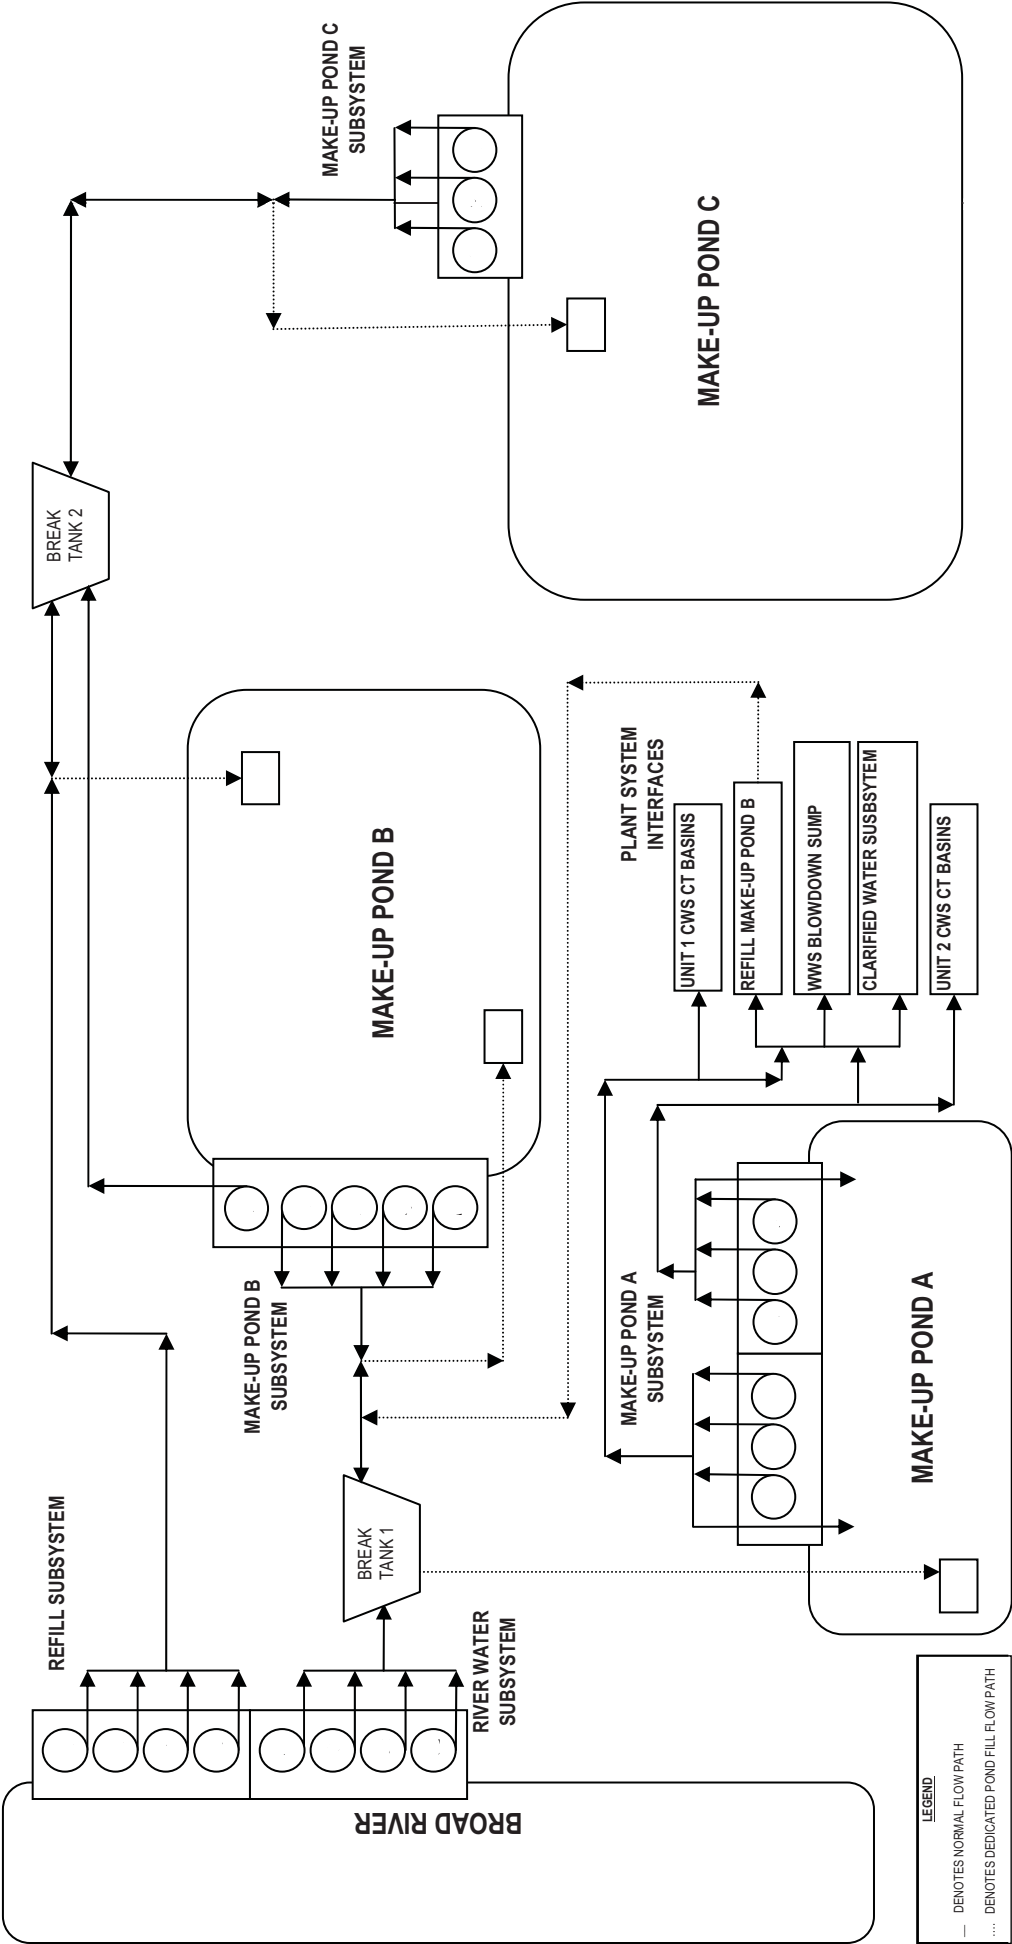 REFILL SUBSYSTEM
BREAK
TANK 2
MAKE-UP POND C
SUBSYSTEM
MAKE-UP POND B
MAKE-UP POND B
SUBSYSTEM
BREAK
TANK 1
RIVER WATER
SUBSYSTEM
BROAD RIVER
MAKE-UP POND C
PLANT SYSTEM
INTERFACES
MAKE-UP POND A
SUBSYSTEM
UNIT 1 CWS CT BASINS
REFILL MAKE-UP POND B
WWS BLOWDOWN SUMP
CLARIFIED WATER SUSBSYTEM
UNIT 2 CWS CT BASINS
MAKE-UP POND A
LEGEND
— DENOTES NORMAL FLOW PATH
.... DENOTES DEDICATED POND FILL FLOW PATH